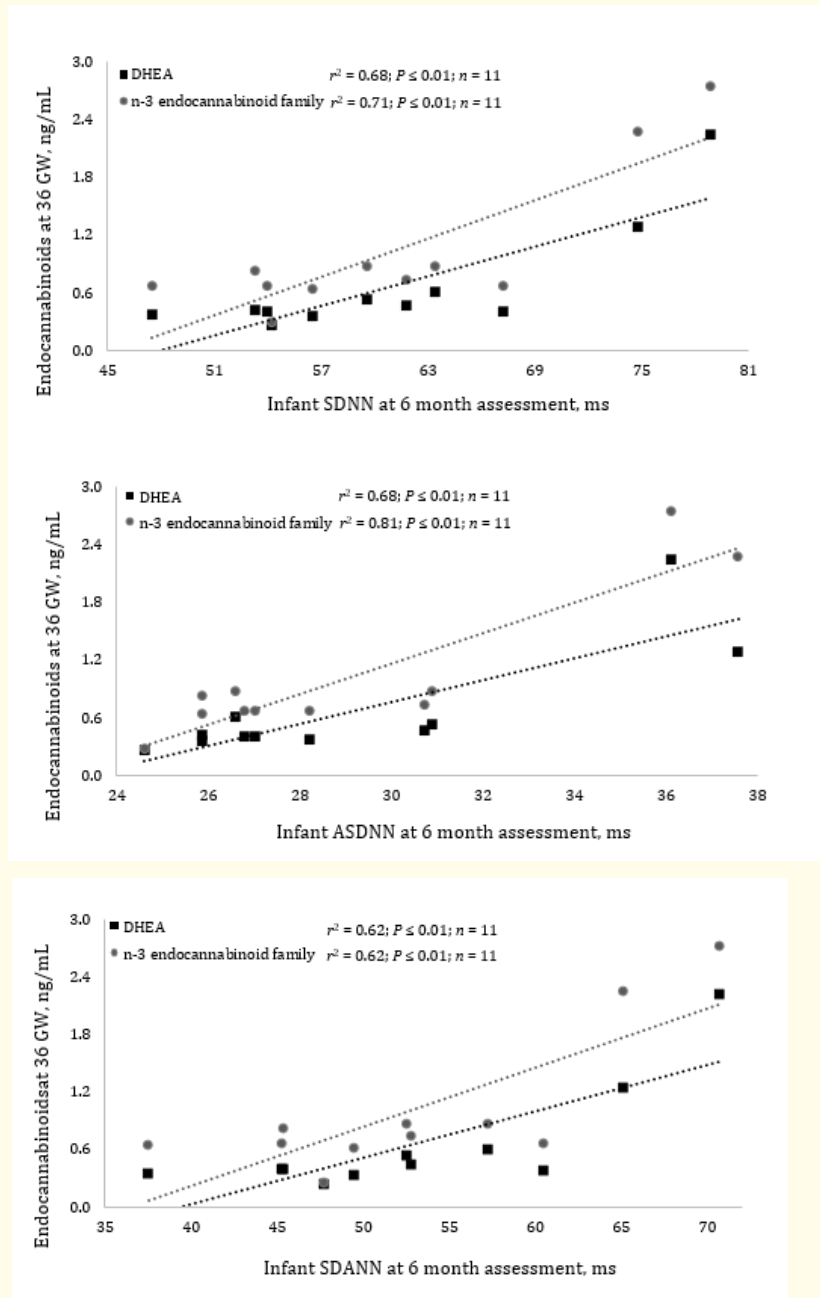 3.0
DHEA r² = 0.68; P ≤ 0.01; n = 11
n-3 endocannabinoid family r² = 0.71; P ≤ 0.01; n = 11
2.4
1.8
1.2
0.6
0.0
Endocannabinoids at 36 GW, ng/mL
45 51 57 63 69 75 81
Infant SDNN at 6 month assessment, ms
3.0
DHEA r² = 0.68; P ≤ 0.01; n = 11
n-3 endocannabinoid family r² = 0.81; P ≤ 0.01; n = 11
2.4
1.8
1.2
0.6
0.0
Endocannabinoids at 36 GW, ng/mL
24 26 28 30 32 34 36 38
Infant ASDNN at 6 month assessment, ms
3.0
DHEA r² = 0.62; P ≤ 0.01; n = 11
n-3 endocannabinoid family r² = 0.62; P ≤ 0.01; n = 11
2.4
1.8
1.2
0.6
0.0
Endocannabinoidsat 36 GW, ng/mL
35 40 45 50 55 60 65 70
Infant SDANN at 6 month assessment, ms